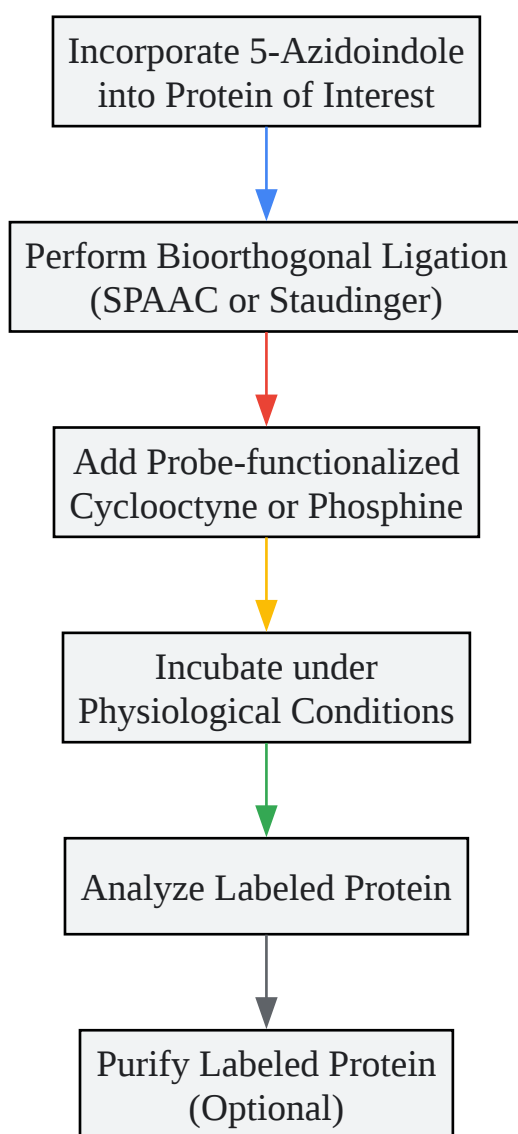 Incorporate 5-Azidoindole
into Protein of Interest
Perform Bioorthogonal Ligation
(SPAAC or Staudinger)
Add Probe-functionalized
Cyclooctyne or Phosphine
Incubate under
Physiological Conditions
Analyze Labeled Protein
Purify Labeled Protein
(Optional)